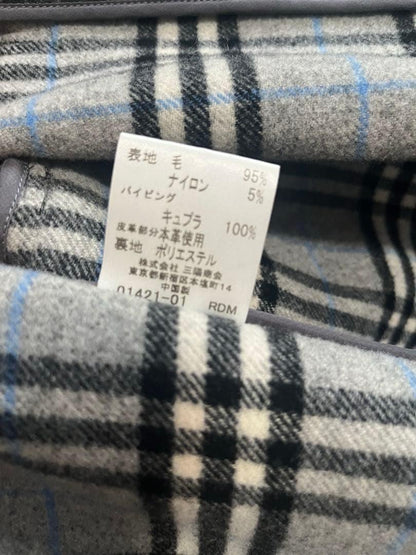 表地 毛 95%
ナイロン 5%
パイピング
キュプラ 100%
皮革部分本革使用
裏地 ポリエステル
株式会社 三陽商会
東京都新宿区本塩町14
中国製
01421-01 RDM